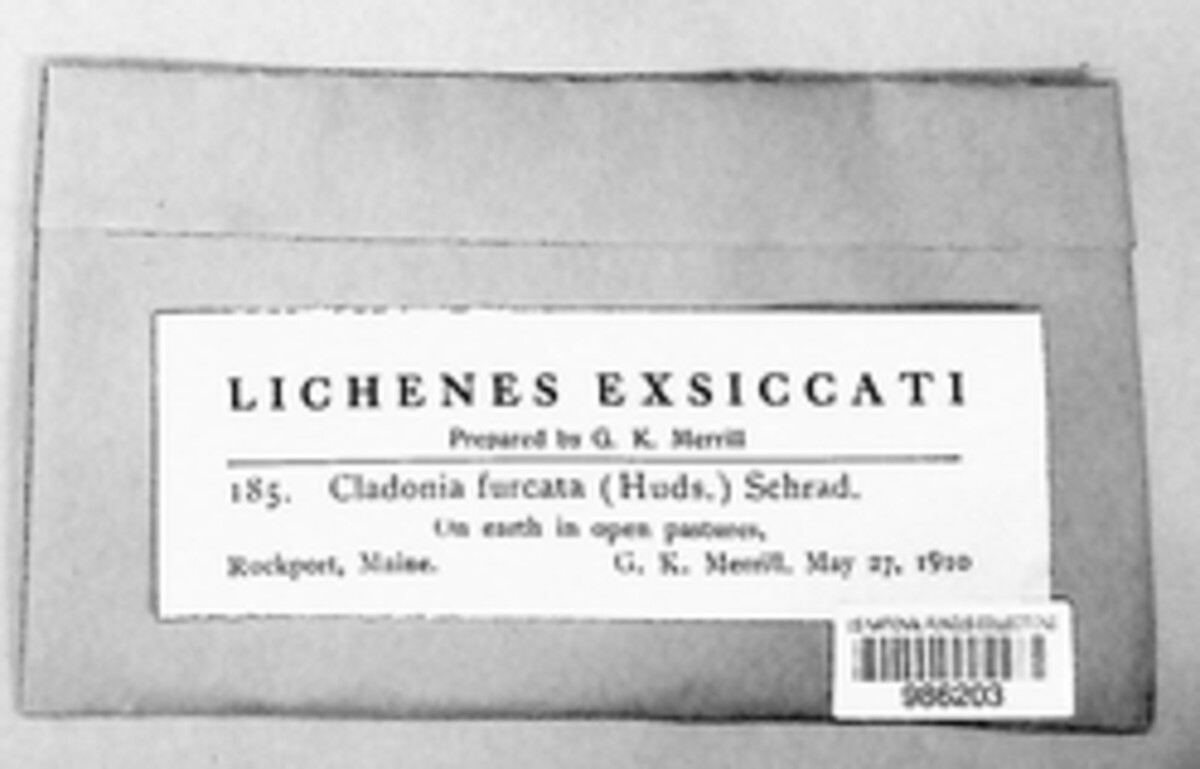 LICHENES EXSICCATI
Prepared by G. K. Merrill
185. Cladonia furcata (Huds.) Schrad.
On earth in open pastures,
Rockport, Maine. G. K. Merrill. May 27, 1910
986203